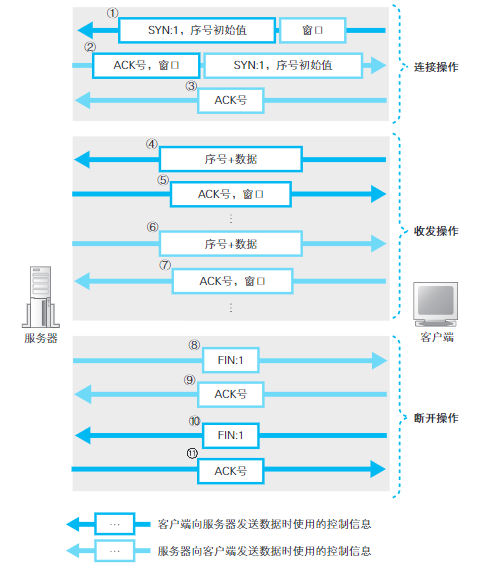 ①
SYN:1，序号初始值
窗口
②
ACK号，窗口
SYN:1，序号初始值
连接操作
③
ACK号
④
序号+数据
⑤
ACK号，窗口
⋮
收发操作
⑥
序号+数据
⑦
ACK号，窗口
⋮
服务器
客户端
⑧
FIN:1
⑨
ACK号
断开操作
⑩
FIN:1
⑪
ACK号
… 客户端向服务器发送数据时使用的控制信息
… 服务器向客户端发送数据时使用的控制信息